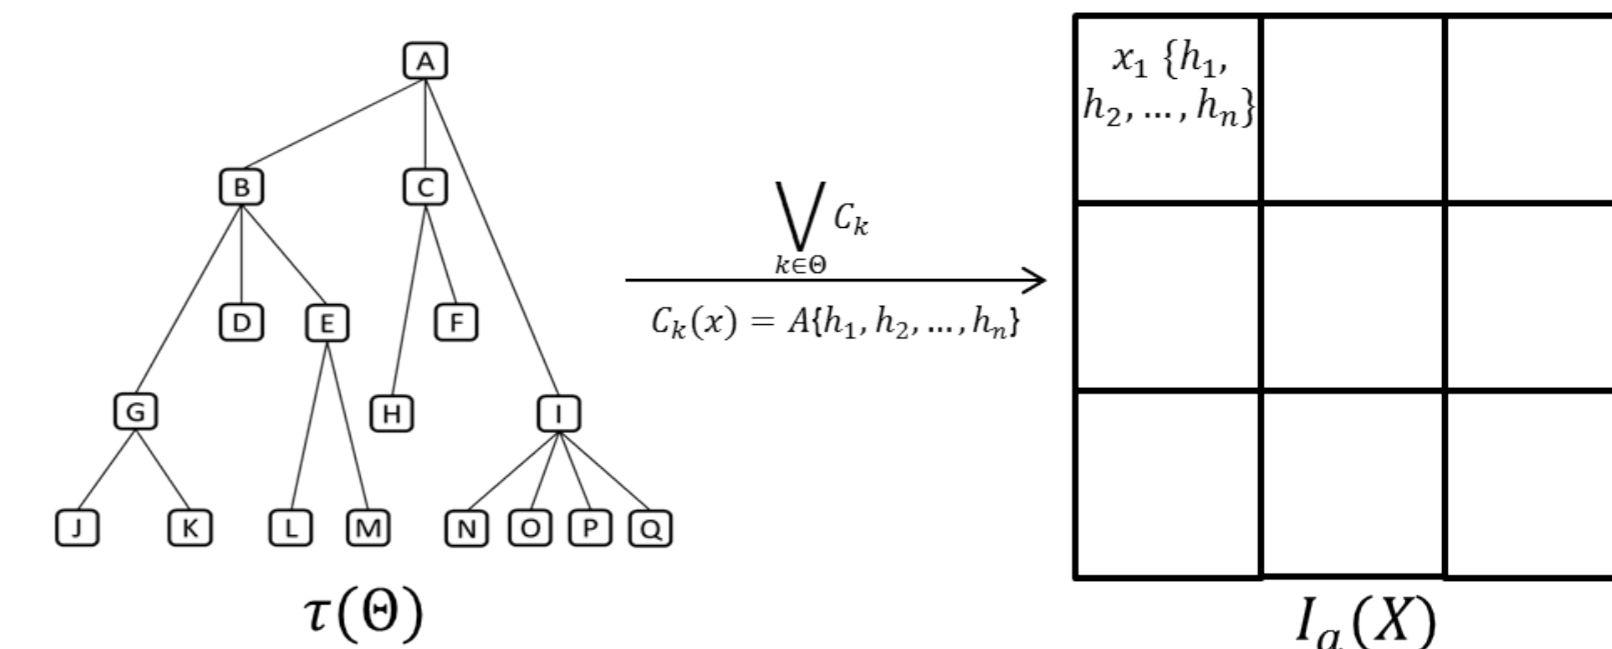 A
B C
D E F
G H I
J K L M N O P Q
τ(Θ)
⋁ C_k
k∈Θ
C_k(x) = A{h_1, h_2, ..., h_n}
x_1 {h_1,
h_2, ..., h_n}
I_a(X)